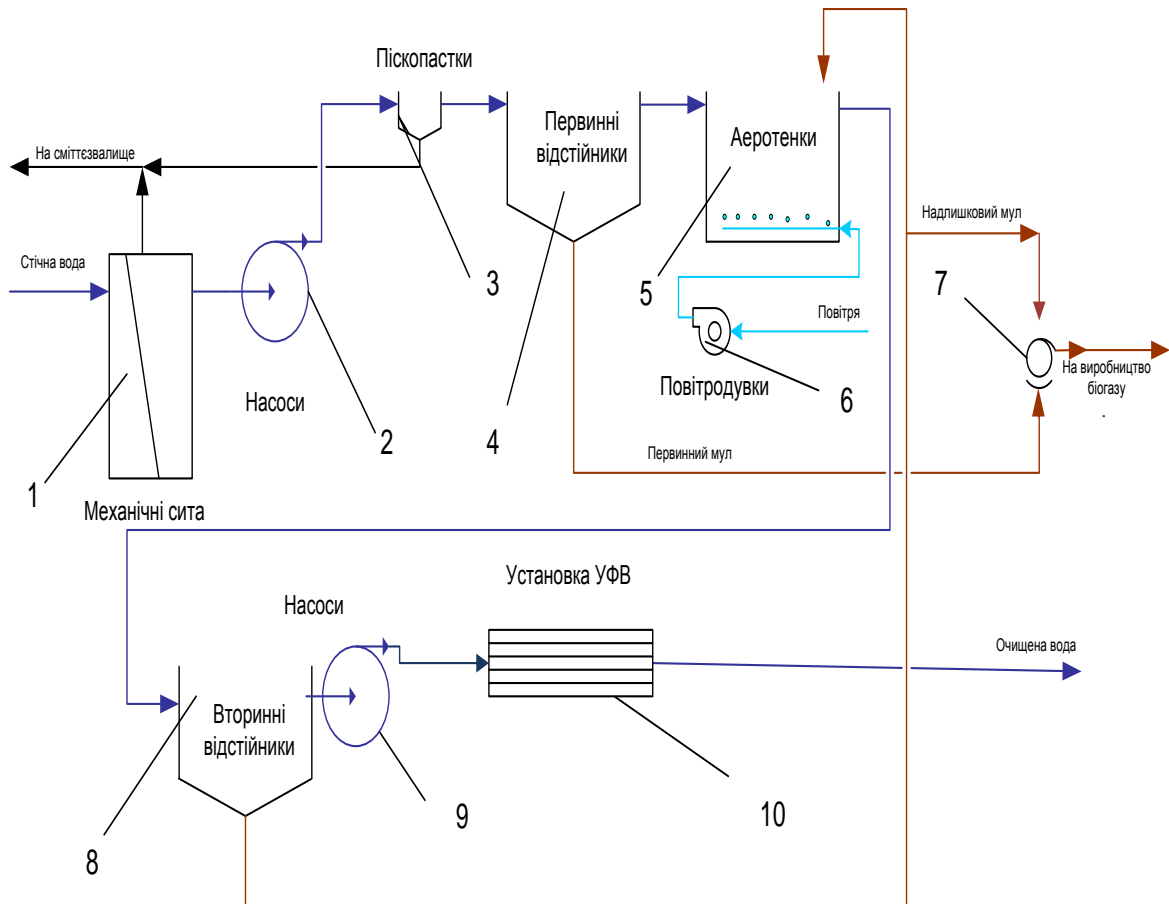 Піскопастки
Первинні
відстійники
Аеротенки
На сміттєзвалище
Надлишковий мул
Стічна вода
3
5
7
Повітря
На виробництво
біогазу
.
Повітродувки
6
Насоси
2
4
Первинний мул
1
Механічні сита
Установка УФВ
Насоси
Очищена вода
Вторинні
відстійники
9
10
8